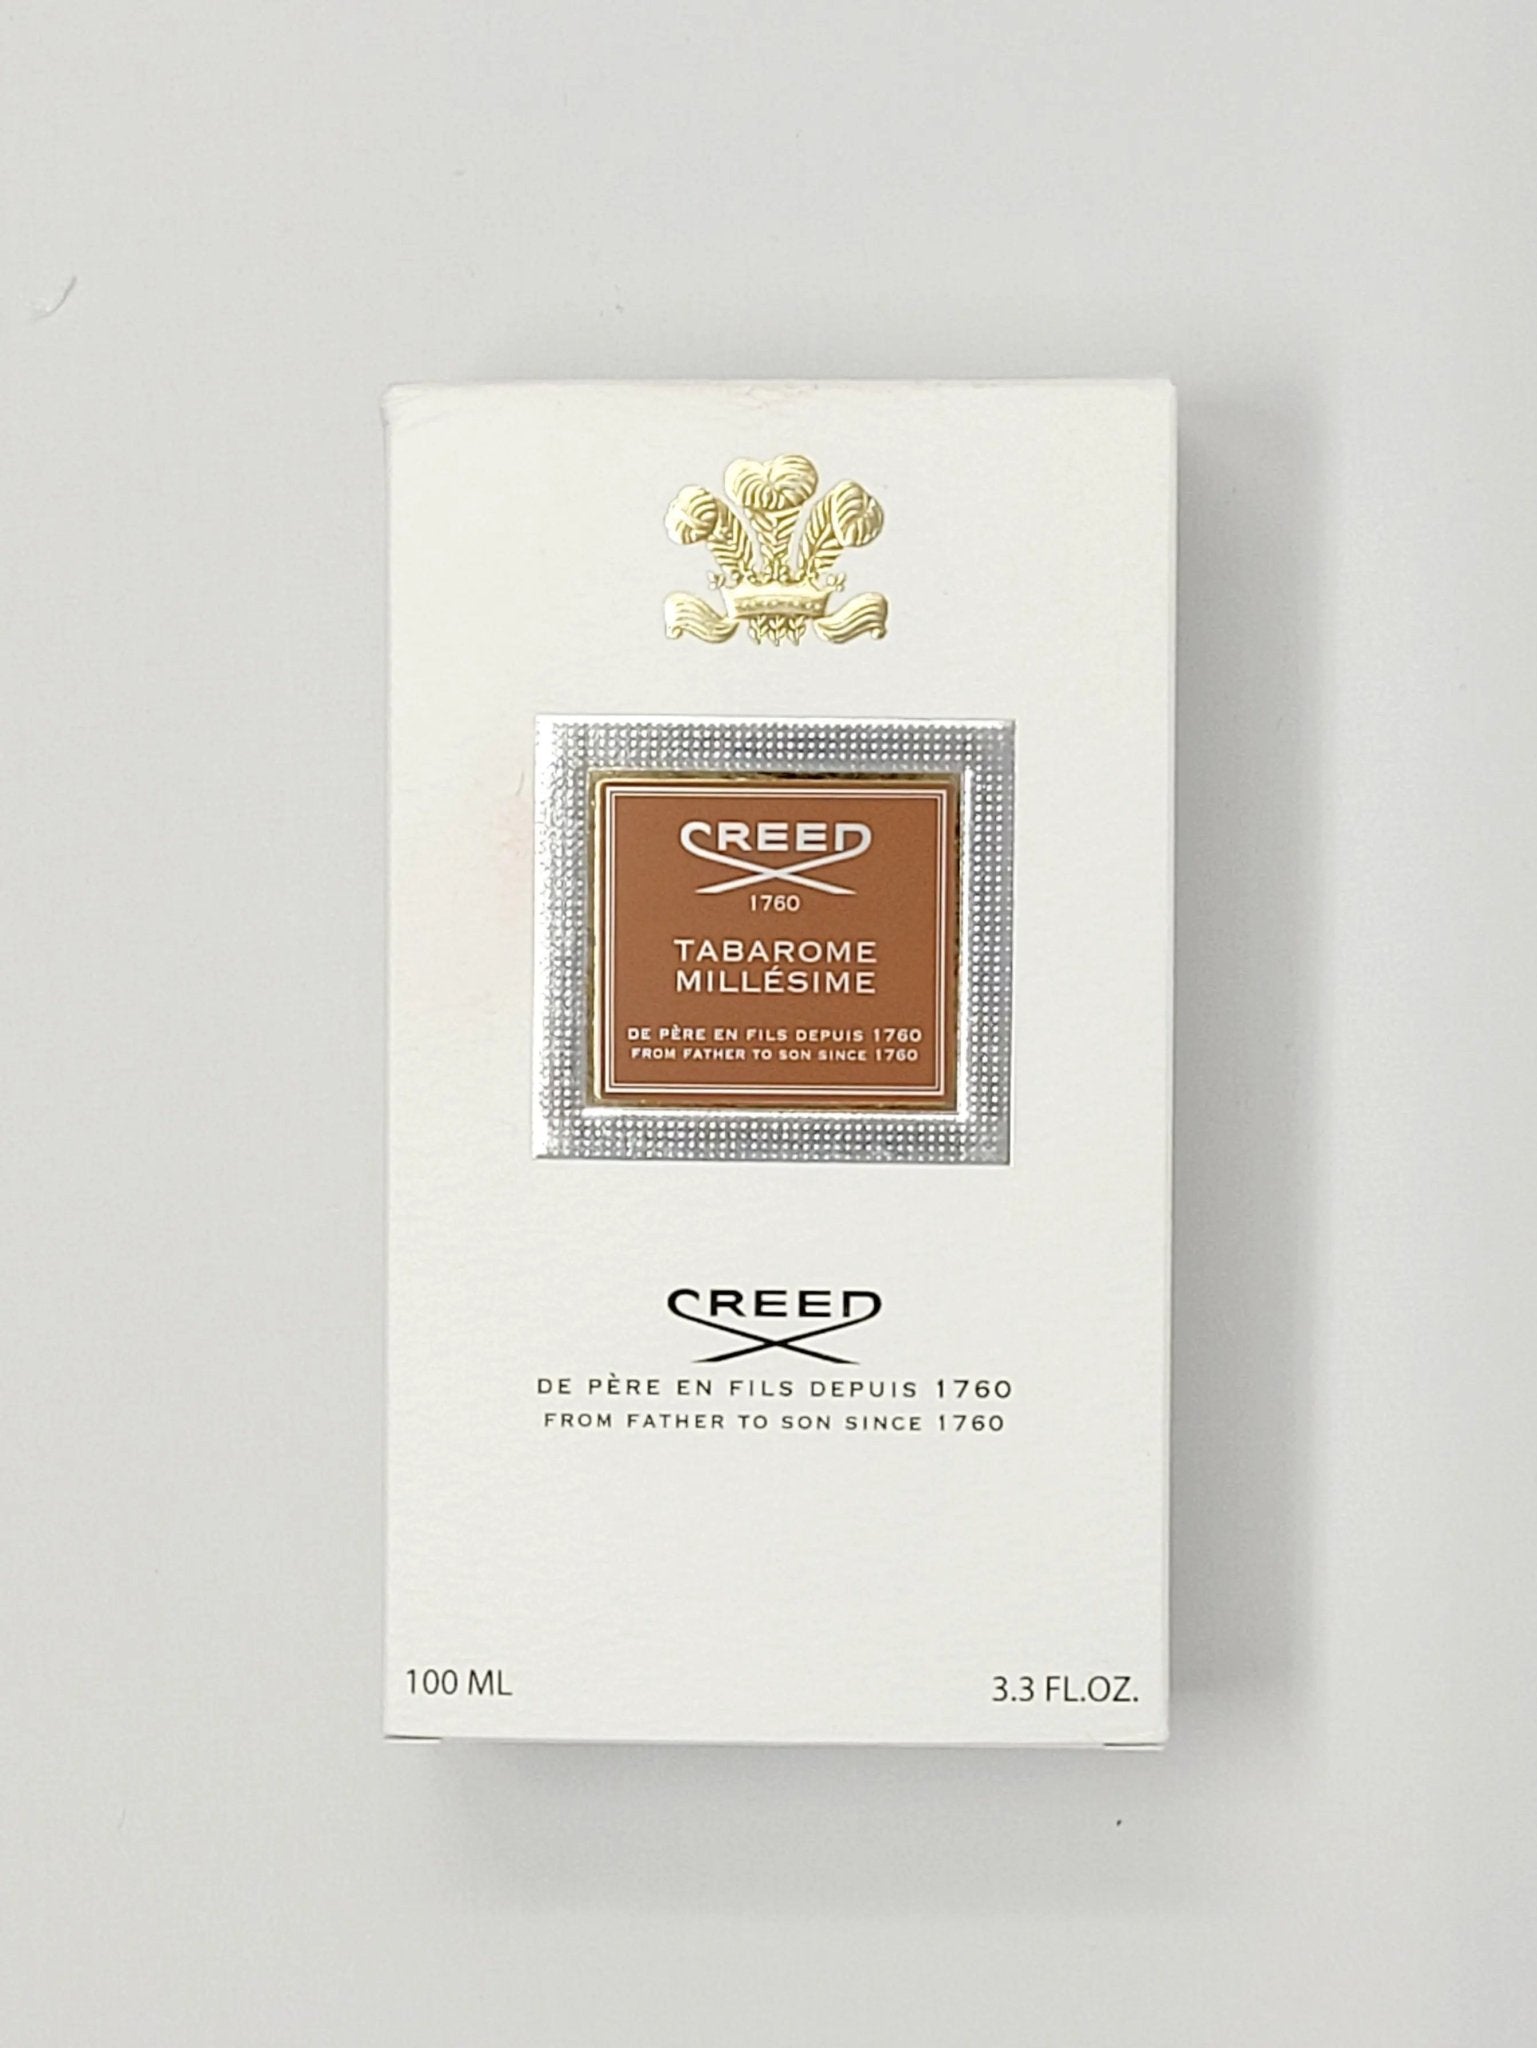 CREED
1760
TABAROME
MILLÉSIME
DE PÈRE EN FILS DEPUIS 1760
FROM FATHER TO SON SINCE 1760
CREED
DE PÈRE EN FILS DEPUIS 1760
FROM FATHER TO SON SINCE 1760
100 ML
3.3 FL.OZ.